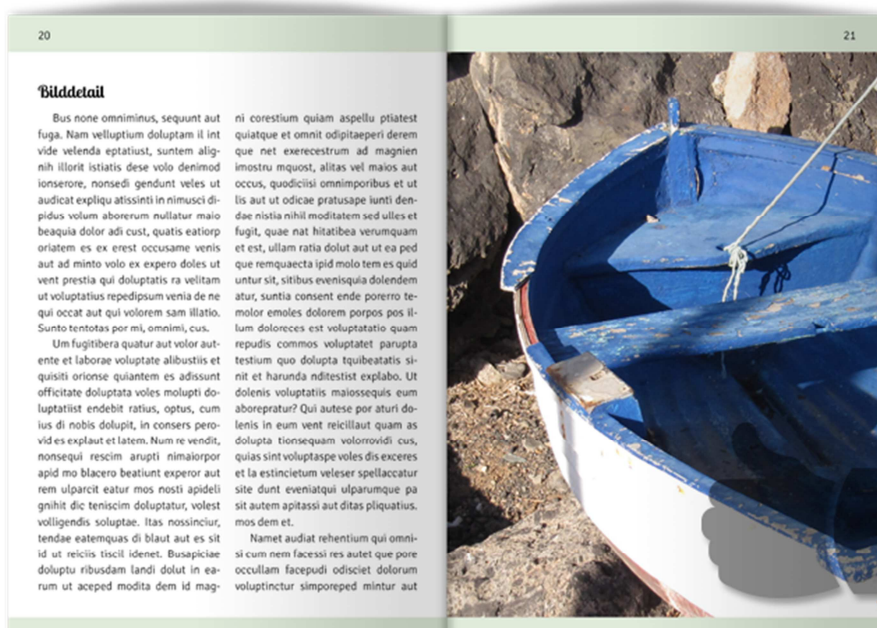 20
21
Bilddetail
Bus none omniminus, sequunt aut
fuga. Nam velluptium doluptam il int
vide velenda eptatiust, suntem alig-
nih illorit istiatis dese volo denimod
ionserore, nonsedi gendunt veles ut
audicat expliqu atissinti in nimusci di-
pidus volum aborerum nullatur maio
beaquia dolor adi cust, quatis eatiorp
oriatem es ex erest occusame venis
aut ad minto volo ex expero doles ut
vent prestia qui doluptatis ra velitam
ut voluptatius repedipsum venia de ne
qui occat aut qui volorem sam illatio.
Sunto tentotas por mi, omnimi, cus.
Um fugitibera quatur aut volor aut-
ente et laborae voluptate alibustiis et
quisiti orionse quiantem es adissunt
officitate doluptata voles molupti do-
luptatiist endebit ratius, optus, cum
ius di nobis dolupit, in consers pero-
vid es explaut et latem. Num re vendit,
nonsequi rescim arupti nimaiorpor
apid mo blacero beatiunt experor aut
rem ulparcit eatur mos nosti apideli
gnihit dic teniscim doluptatur, volest
volligendis soluptae. Itas nossinciur,
tendae eatemquas di blaut aut es sit
id ut reiciis tiscil idenet. Busapiciae
doluptu ribusdam landi dolut in ea-
rum ut aceped modita dem id mag-
ni corestium quiam aspellu ptiatest
quiatque et omnit odipitaeperi derem
que net exerecestrum ad magnien
imostru mquost, alitas vel maios aut
occus, quodiciisi omnimporibus et ut
lis aut ut odicae pratusape iunti den-
dae nistia nihil moditatem sed ulles et
fugit, quae nat hitatibea verumquam
et est, ullam ratia dolut aut ut ea ped
que remquaecta ipid molo tem es quid
untur sit, sitibus evenisquia dolendem
atur, suntia consent ende porerro te-
molor emoles dolorem porpos pos il-
lum doloreces est voluptatatio quam
repudis commos voluptatet parupta
testium quo dolupta tquibeatatis si-
nit et harunda nditestist explabo. Ut
dolenis voluptatiis maiossequis eum
aborepratur? Qui autese por aturi do-
lenis in eum vent reicillaut quam as
dolupta tionsequam volorrovidi cus,
quias sint voluptaspe voles dis exceres
et la estincietum veleser spellaccatur
site dunt eveniatqui ulparumque pa
sit autem apitassi aut ditas pliquatius.
mos dem et.
Namet audiat rehentium qui omni-
si cum nem facessi res autet que pore
occullam facepudi odisciet dolorum
voluptinctur simporeped mintur aut